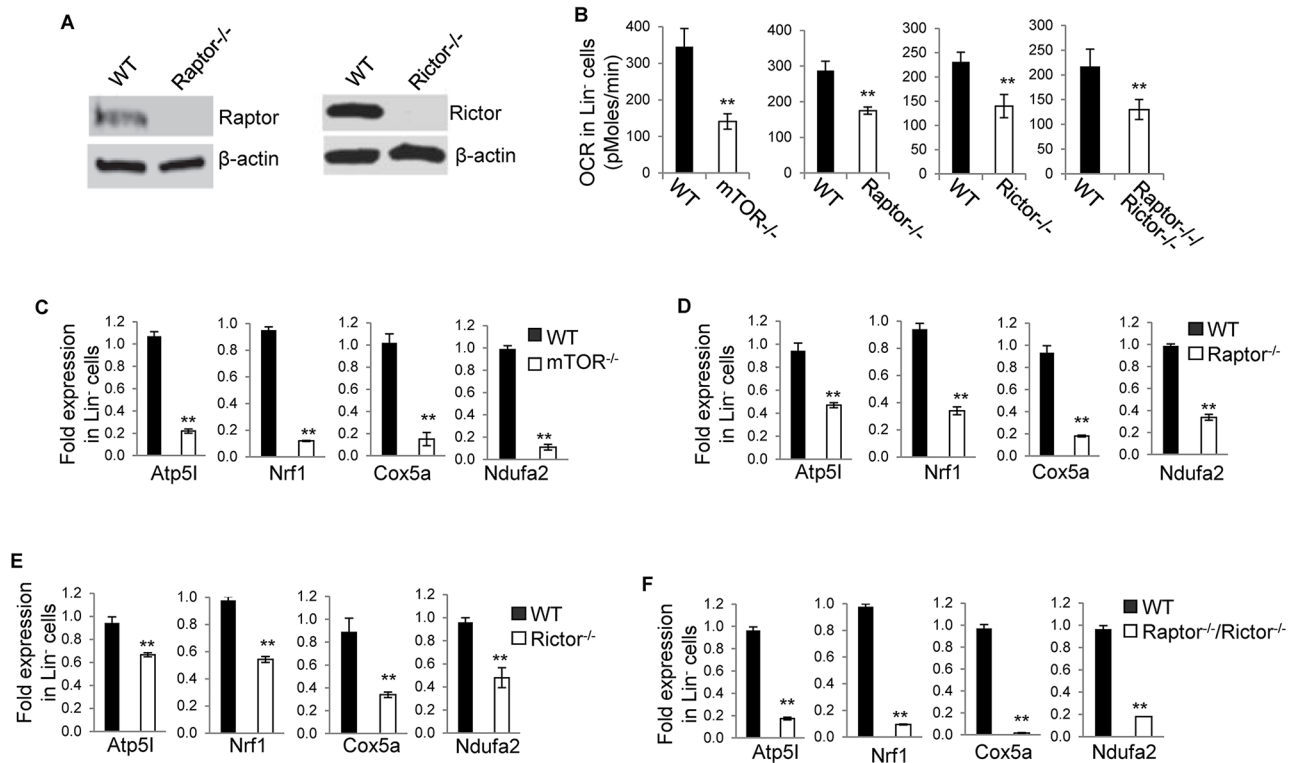 A
WT
Raptor-/-
Raptor
β-actin
WT
Rictor-/-
Rictor
β-actin
B
OCR in Lin⁻ cells
(pMoles/min)
400
300
200
100
0
WT
mTOR-/-
**
400
300
200
100
0
WT
Raptor-/-
**
300
250
200
150
100
50
0
WT
Rictor-/-
**
300
250
200
150
100
50
0
WT
Raptor-/-/
Rictor-/-
**
C
Fold expression
in Lin⁻ cells
1.2
1.0
0.8
0.6
0.4
0.2
0.0
**
Atp5l
1.0
0.8
0.6
0.4
0.2
0.0
**
Nrf1
1.2
1.0
0.8
0.6
0.4
0.2
0.0
**
Cox5a
1.2
1.0
0.8
0.6
0.4
0.2
0.0
**
Ndufa2
WT
mTOR⁻/⁻
D
Fold expression
in Lin⁻ cells
1.2
1.0
0.8
0.6
0.4
0.2
0.0
**
Atp5l
1.0
0.8
0.6
0.4
0.2
0.0
**
Nrf1
1.2
1.0
0.8
0.6
0.4
0.2
0.0
**
Cox5a
1.2
1.0
0.8
0.6
0.4
0.2
0.0
**
Ndufa2
WT
Raptor⁻/⁻
E
Fold expression
in Lin⁻ cells
1.2
1.0
0.8
0.6
0.4
0.2
0.0
**
Atp5l
1.0
0.8
0.6
0.4
0.2
0.0
**
Nrf1
1.2
1.0
0.8
0.6
0.4
0.2
0.0
**
Cox5a
1.2
1.0
0.8
0.6
0.4
0.2
0.0
**
Ndufa2
WT
Rictor⁻/⁻
F
Fold expression
in Lin⁻ cells
1.2
1.0
0.8
0.6
0.4
0.2
0.0
**
Atp5l
1.0
0.8
0.6
0.4
0.2
0.0
**
Nrf1
1.2
1.0
0.8
0.6
0.4
0.2
0.0
**
Cox5a
1.2
1.0
0.8
0.6
0.4
0.2
0.0
**
Ndufa2
WT
Raptor⁻/⁻/Rictor⁻/⁻